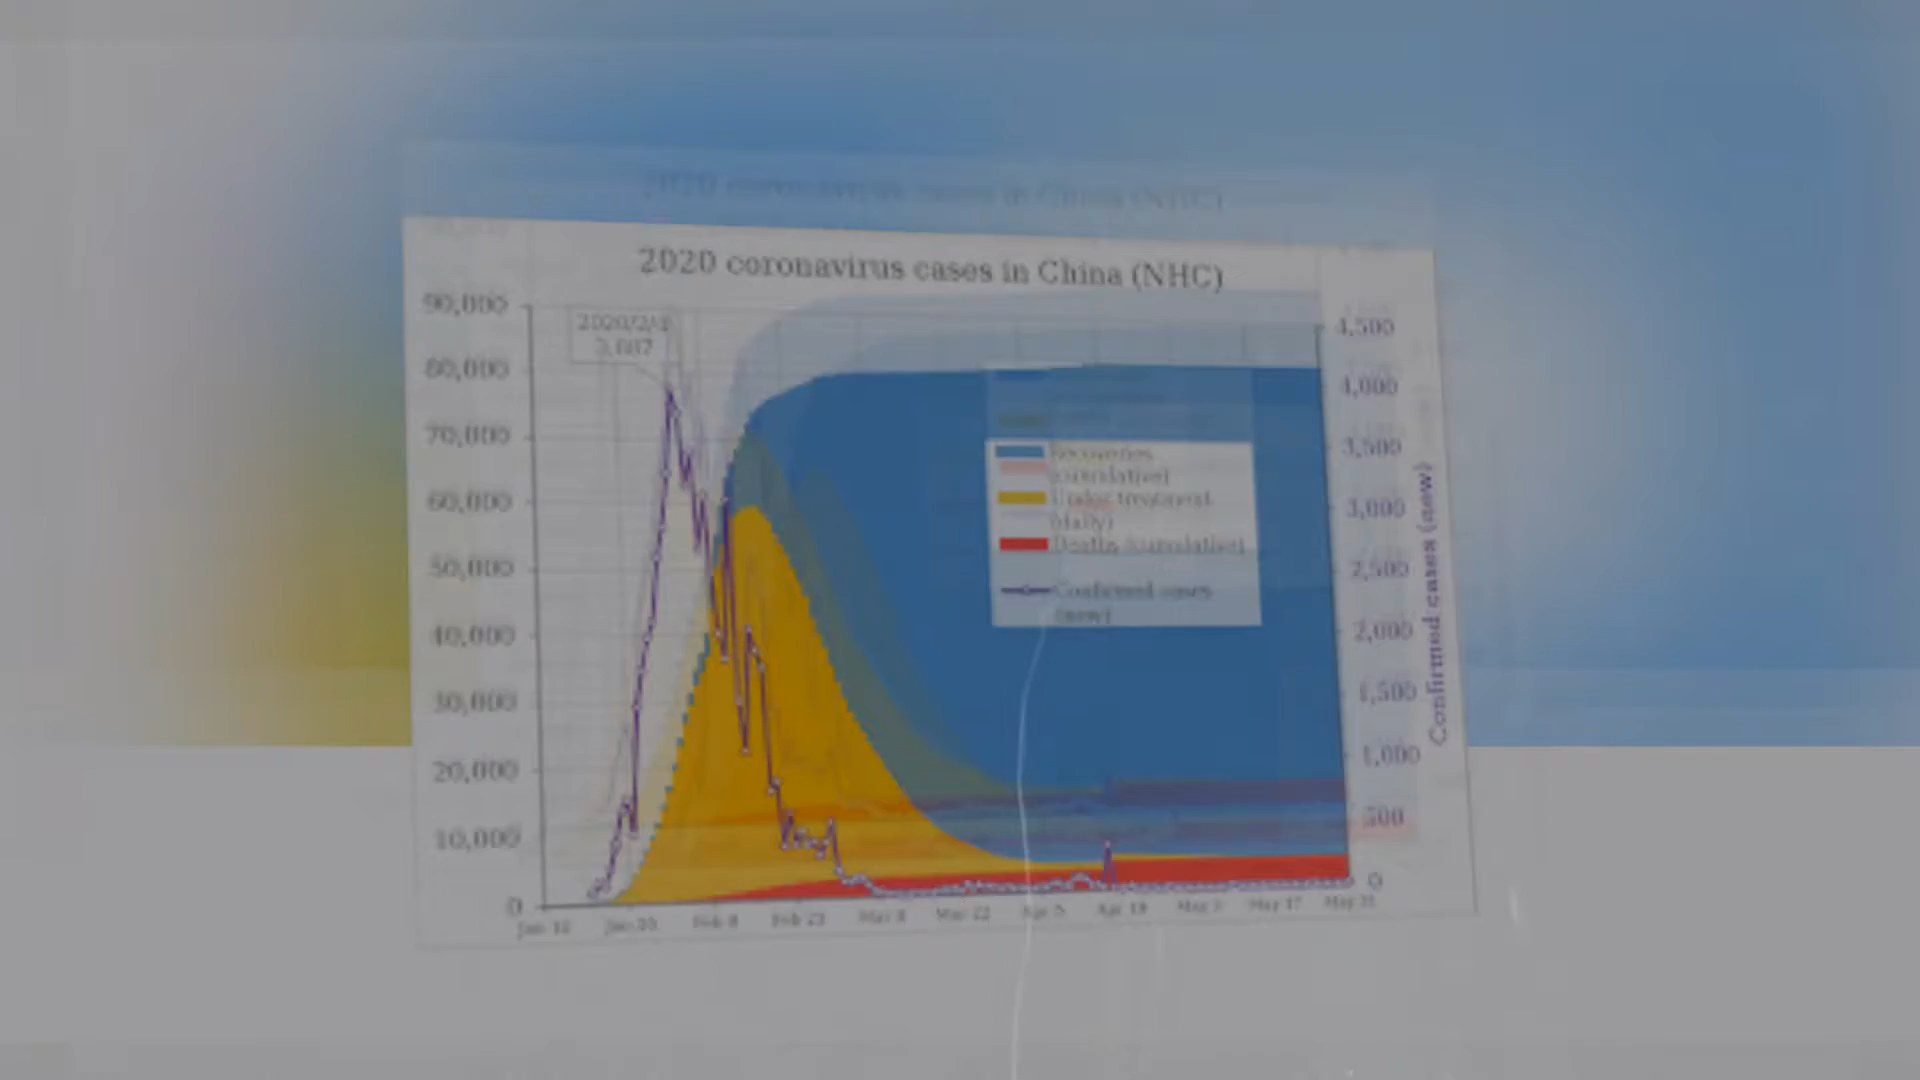 2020 coronavirus cases in China (NHC)
90,000
80,000
70,000
60,000
50,000
40,000
30,000
20,000
10,000
0
4,500
4,000
3,500
3,000
2,500
2,000
1,500
1,000
500
0
Confirmed cases (new)
Recoveries
(cumulative)
Under treatment
(daily)
Deaths (cumulative)
Confirmed cases
(new)
Feb 8
Feb 23
Mar 8
Mar 22
Apr 5
Apr 19
May 3
May 17
May 31